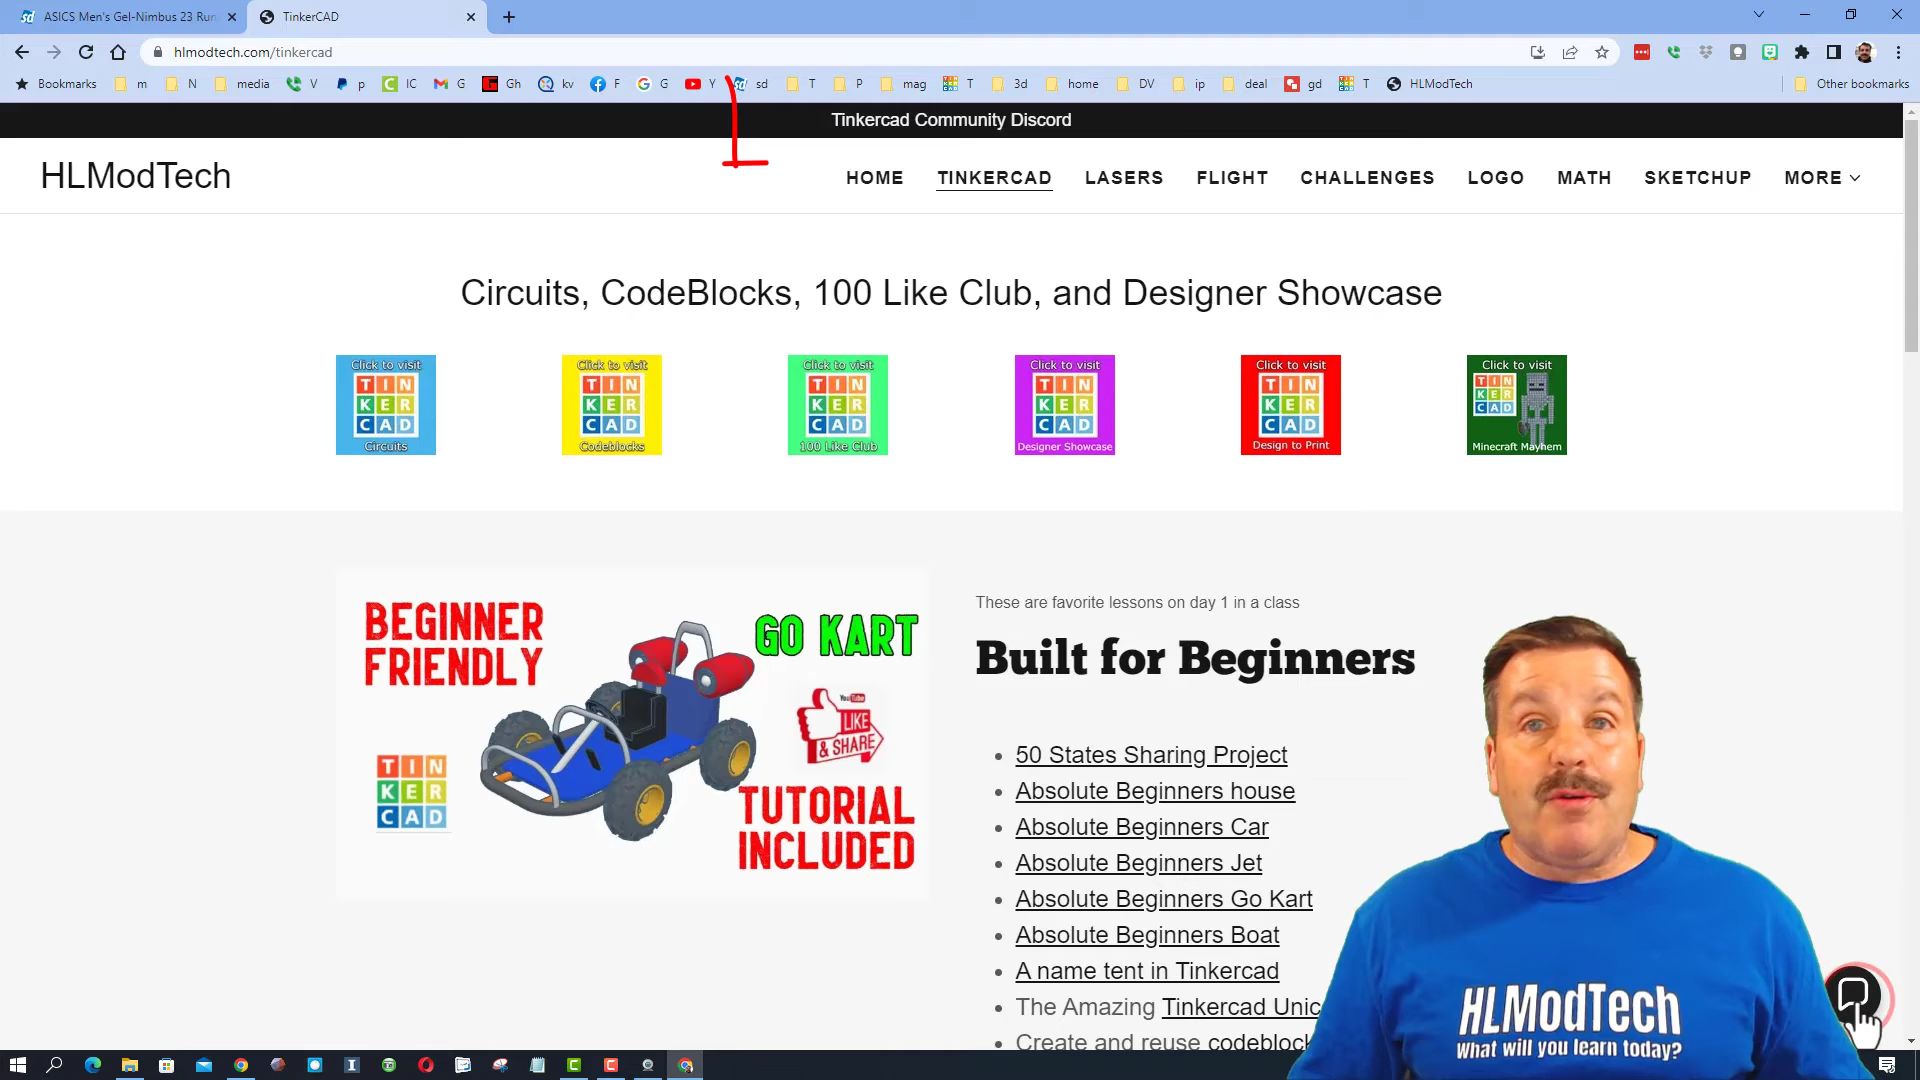 ASICS Men's Gel-Nimbus 23 Run
TinkerCAD
hlmodtech.com/tinkercad
Bookmarks m N media V p IC G Gh kv F G Y sd T P mag T 3d home DV ip deal gd T HLModTech Other bookmarks
Tinkercad Community Discord
HLModTech
HOME TINKERCAD LASERS FLIGHT CHALLENGES LOGO MATH SKETCHUP MORE
Circuits, CodeBlocks, 100 Like Club, and Designer Showcase
Click to visit
TIN
KER
CAD
Circuits
Click to visit
TIN
KER
CAD
Codeblocks
Click to visit
TIN
KER
CAD
100 Like Club
Click to visit
TIN
KER
CAD
Designer Showcase
Click to visit
TIN
KER
CAD
Design to Print
Click to visit
TIN
KER
CAD
Minecraft Mayhem
BEGINNER
FRIENDLY
GO KART
YouTube
LIKE
& SHARE
TIN
KER
CAD
TUTORIAL
INCLUDED
These are favorite lessons on day 1 in a class
Built for Beginners
50 States Sharing Project
Absolute Beginners house
Absolute Beginners Car
Absolute Beginners Jet
Absolute Beginners Go Kart
Absolute Beginners Boat
A name tent in Tinkercad
The Amazing Tinkercad Unic
Create and reuse codeblock
HLModTech
What will you learn today?